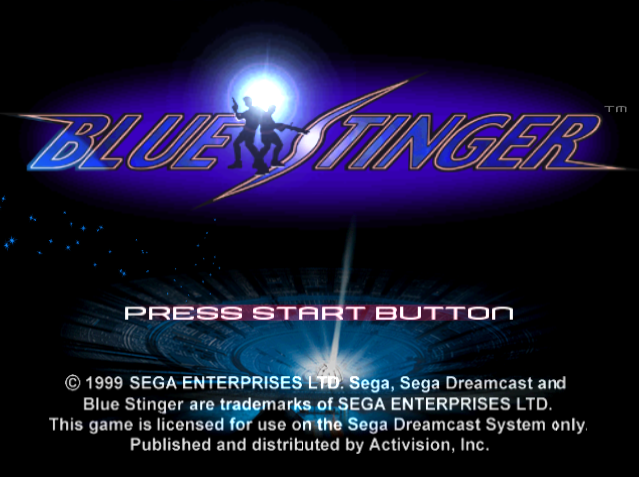 BLUE STINGER TM
PRESS START BUTTON
© 1999 SEGA ENTERPRISES LTD. Sega, Sega Dreamcast and
Blue Stinger are trademarks of SEGA ENTERPRISES LTD.
This game is licensed for use on the Sega Dreamcast System only.
Published and distributed by Activision, Inc.